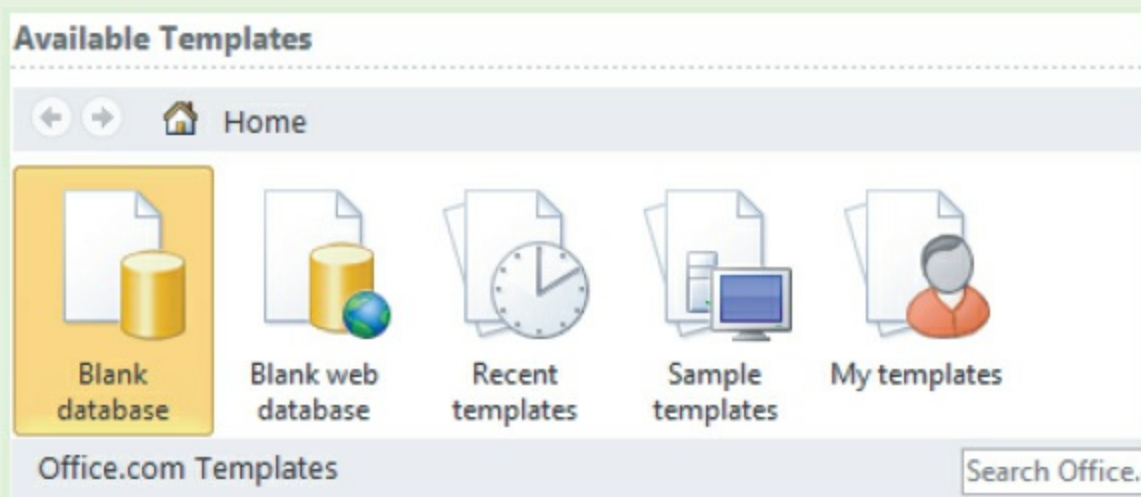 Available Templates
Home
Blank database
Blank web database
Recent templates
Sample templates
My templates
Office.com Templates
Search Office.